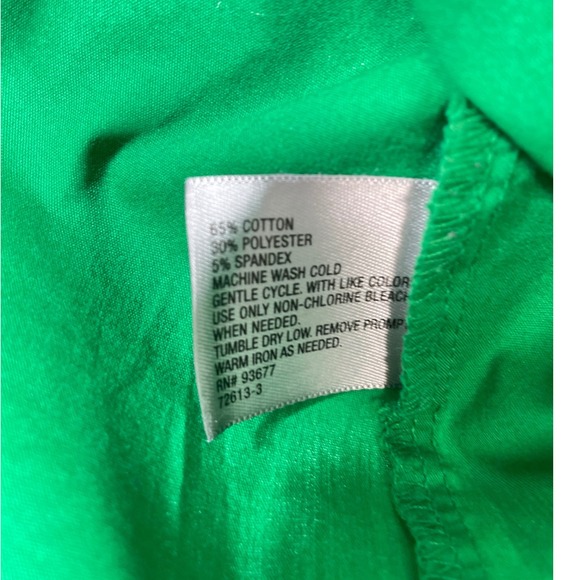 65% COTTON
30% POLYESTER
5% SPANDEX
MACHINE WASH COLD
GENTLE CYCLE. WITH LIKE COLOR
USE ONLY NON-CHLORINE BLEACH
WHEN NEEDED.
TUMBLE DRY LOW. REMOVE PROMP
WARM IRON AS NEEDED.
RN# 93677
72613-3